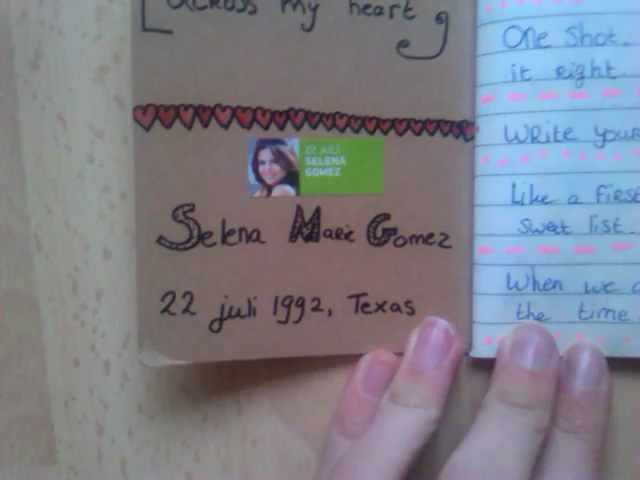 across my heart
22 JULI
SELENA
GOMEZ
Selena Marie Gomez
22 juli 1992, Texas
One shot.
it right.
Write your
Like a first
Sweet list.
When we
the time